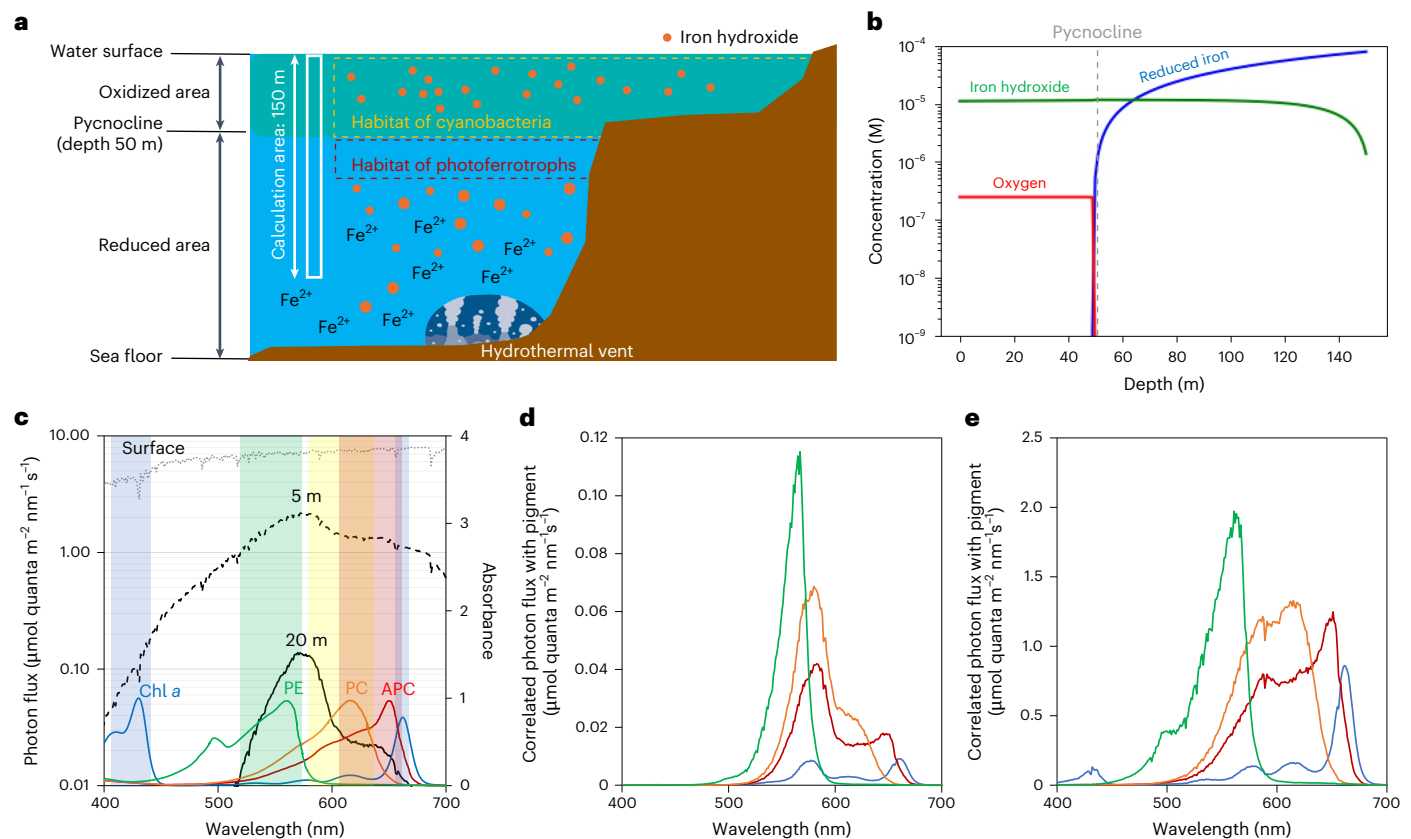 a
Iron hydroxide
Water surface
Oxidized area
Pycnocline
(depth 50 m)
Reduced area
Sea floor
Calculation area: 150 m
Habitat of cyanobacteria
Habitat of photoferrotrophs
Fe²⁺
Fe²⁺
Fe²⁺
Fe²⁺
Fe²⁺
Fe²⁺
Fe²⁺
Fe²⁺
Hydrothermal vent
b
Pycnocline
Reduced iron
Iron hydroxide
Oxygen
Concentration (M)
10⁻⁴
10⁻⁵
10⁻⁶
10⁻⁷
10⁻⁸
10⁻⁹
0 20 40 60 80 100 120 140
Depth (m)
c
Photon flux (µmol quanta m⁻² nm⁻¹ s⁻¹)
10.00
1.00
0.10
0.01
Surface
5 m
20 m
Chl a
PE
PC
APC
4
3
2
1
0
Absorbance
400 500 600 700
Wavelength (nm)
d
Correlated photon flux with pigment
(µmol quanta m⁻² nm⁻¹s⁻¹)
0.12
0.10
0.08
0.06
0.04
0.02
0
400 500 600 700
Wavelength (nm)
e
Correlated photon flux with pigment
(µmol quanta m⁻² nm⁻¹s⁻¹)
2.5
2.0
1.5
1.0
0.5
0
400 500 600 700
Wavelength (nm)